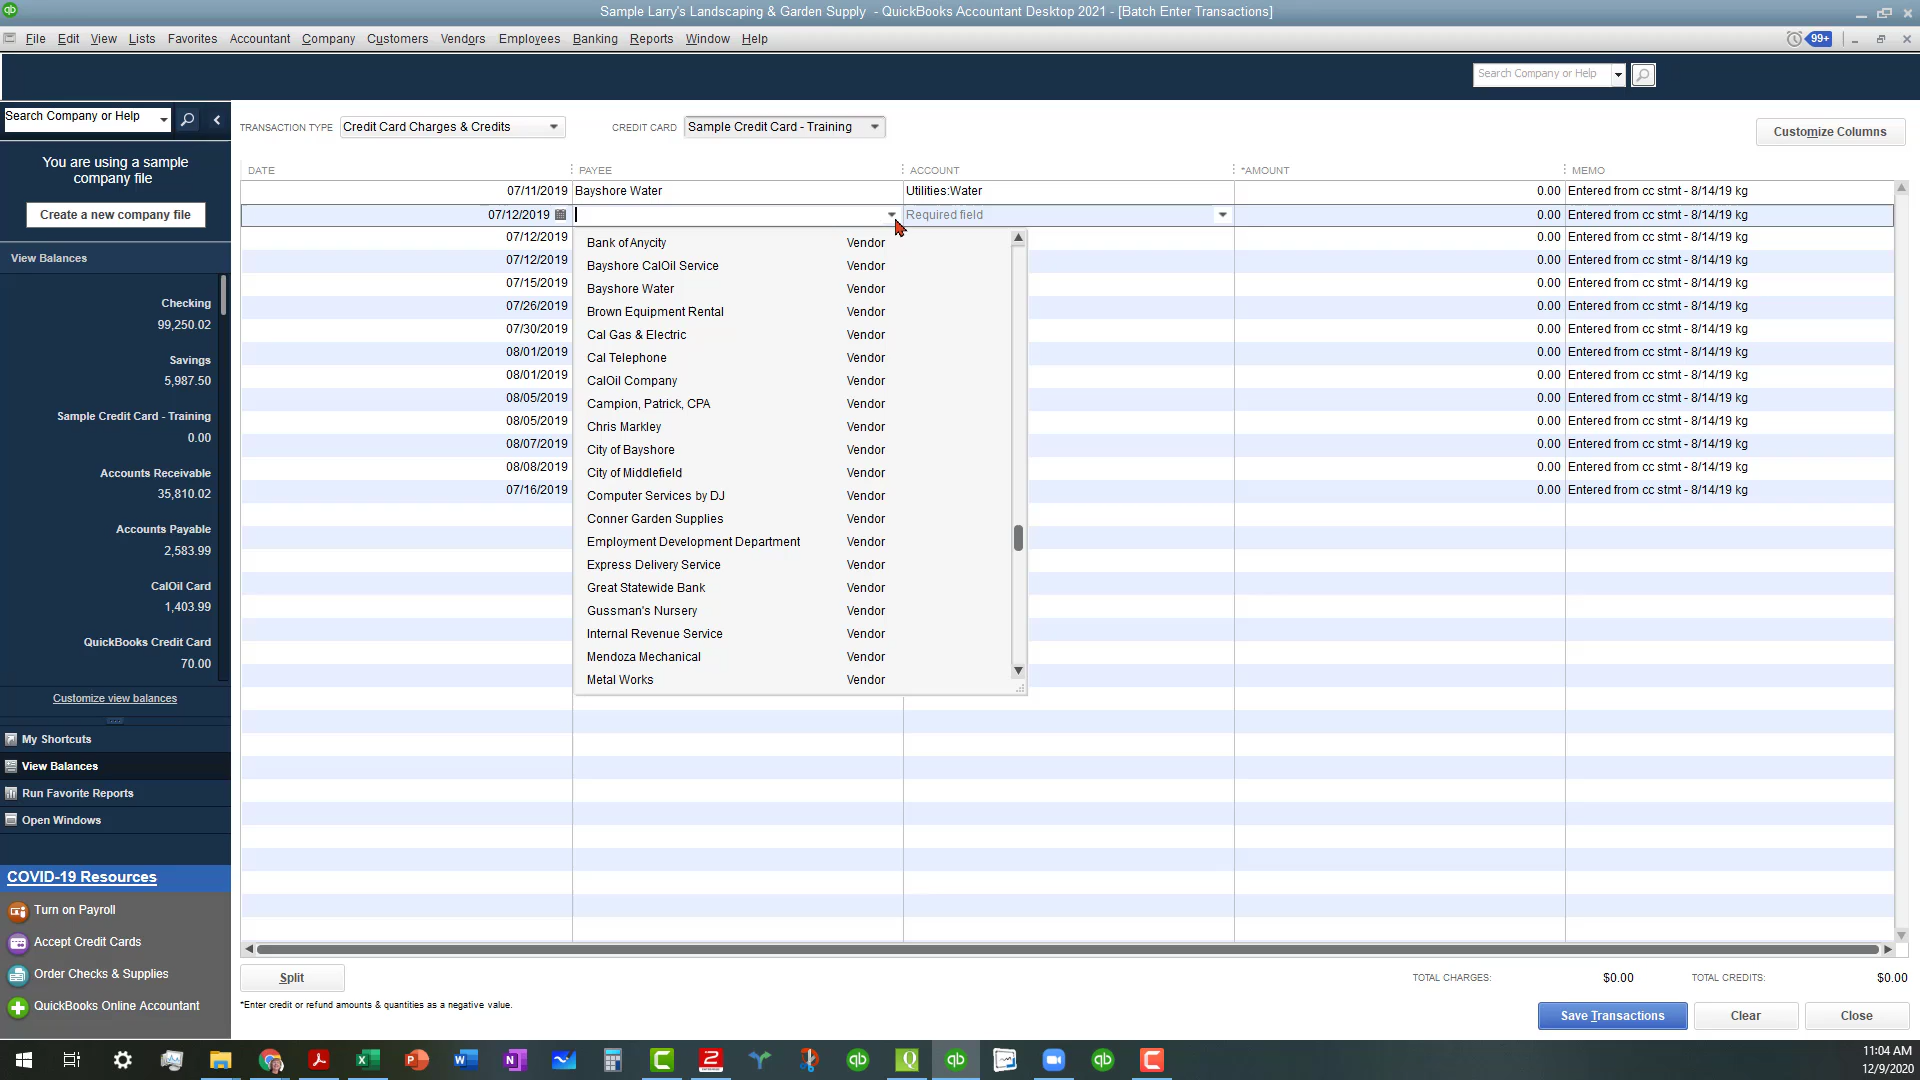 Sample Larry's Landscaping & Garden Supply - QuickBooks Accountant Desktop 2021 - [Batch Enter Transactions]
File Edit View Lists Favorites Accountant Company Customers Vendors Employees Banking Reports Window Help
99+
Search Company or Help
Search Company or Help
You are using a sample
company file
Create a new company file
View Balances
Checking
99,250.02
Savings
5,987.50
Sample Credit Card - Training
0.00
Accounts Receivable
35,810.02
Accounts Payable
2,583.99
CalOil Card
1,403.99
QuickBooks Credit Card
70.00
Customize view balances
My Shortcuts
View Balances
Run Favorite Reports
Open Windows
COVID-19 Resources
Turn on Payroll
Accept Credit Cards
Order Checks & Supplies
QuickBooks Online Accountant
TRANSACTION TYPE Credit Card Charges & Credits CREDIT CARD Sample Credit Card - Training
Customize Columns
DATE PAYEE ACCOUNT *AMOUNT MEMO
07/11/2019 Bayshore Water Utilities:Water 0.00 Entered from cc stmt - 8/14/19 kg
07/12/2019 Required field 0.00 Entered from cc stmt - 8/14/19 kg
07/12/2019 0.00 Entered from cc stmt - 8/14/19 kg
07/12/2019 0.00 Entered from cc stmt - 8/14/19 kg
07/15/2019 0.00 Entered from cc stmt - 8/14/19 kg
07/26/2019 0.00 Entered from cc stmt - 8/14/19 kg
07/30/2019 0.00 Entered from cc stmt - 8/14/19 kg
08/01/2019 0.00 Entered from cc stmt - 8/14/19 kg
08/01/2019 0.00 Entered from cc stmt - 8/14/19 kg
08/05/2019 0.00 Entered from cc stmt - 8/14/19 kg
08/05/2019 0.00 Entered from cc stmt - 8/14/19 kg
08/07/2019 0.00 Entered from cc stmt - 8/14/19 kg
08/08/2019 0.00 Entered from cc stmt - 8/14/19 kg
07/16/2019 0.00 Entered from cc stmt - 8/14/19 kg
Bank of Anycity Vendor
Bayshore CalOil Service Vendor
Bayshore Water Vendor
Brown Equipment Rental Vendor
Cal Gas & Electric Vendor
Cal Telephone Vendor
CalOil Company Vendor
Campion, Patrick, CPA Vendor
Chris Markley Vendor
City of Bayshore Vendor
City of Middlefield Vendor
Computer Services by DJ Vendor
Conner Garden Supplies Vendor
Employment Development Department Vendor
Express Delivery Service Vendor
Great Statewide Bank Vendor
Gussman's Nursery Vendor
Internal Revenue Service Vendor
Mendoza Mechanical Vendor
Metal Works Vendor
Split
*Enter credit or refund amounts & quantities as a negative value.
TOTAL CHARGES: $0.00 TOTAL CREDITS: $0.00
Save Transactions Clear Close
11:04 AM
12/9/2020